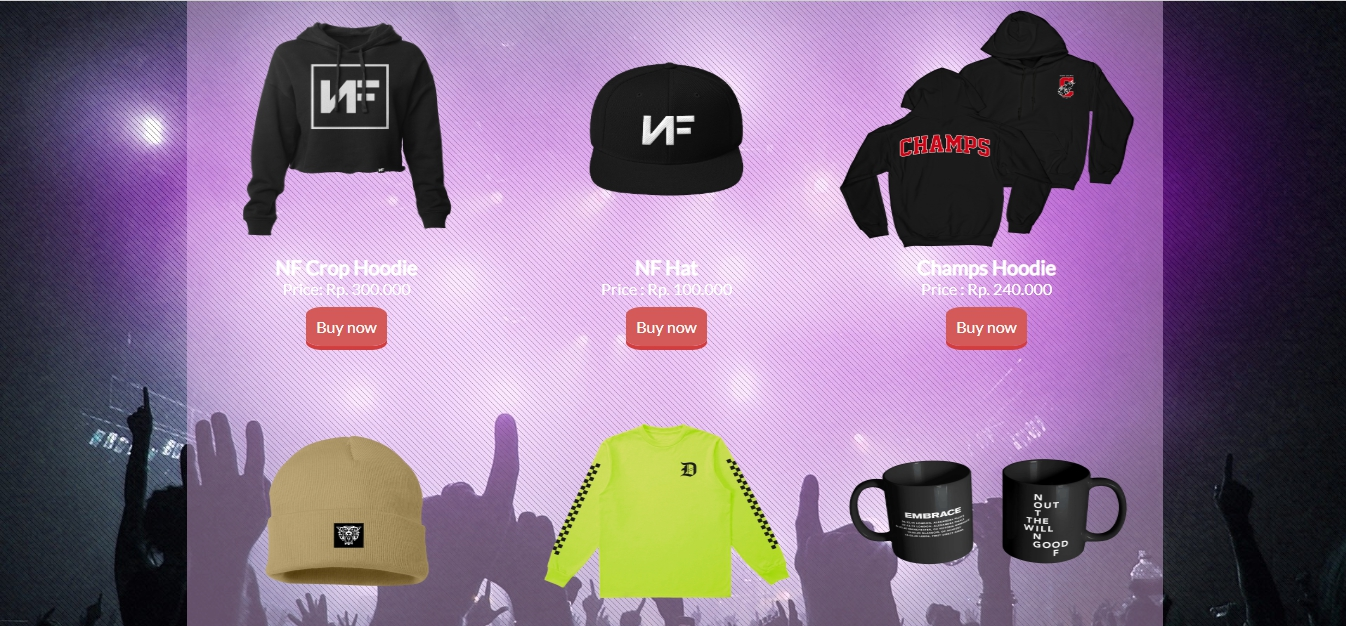 NF
NF
CHAMPS
NF Crop Hoodie
Price: Rp. 300.000
NF Hat
Price : Rp. 100.000
Champs Hoodie
Price : Rp. 240.000
Buy now
Buy now
Buy now
D
EMBRACE
N
OUT
T
THE
WILL
N
GOOD
F